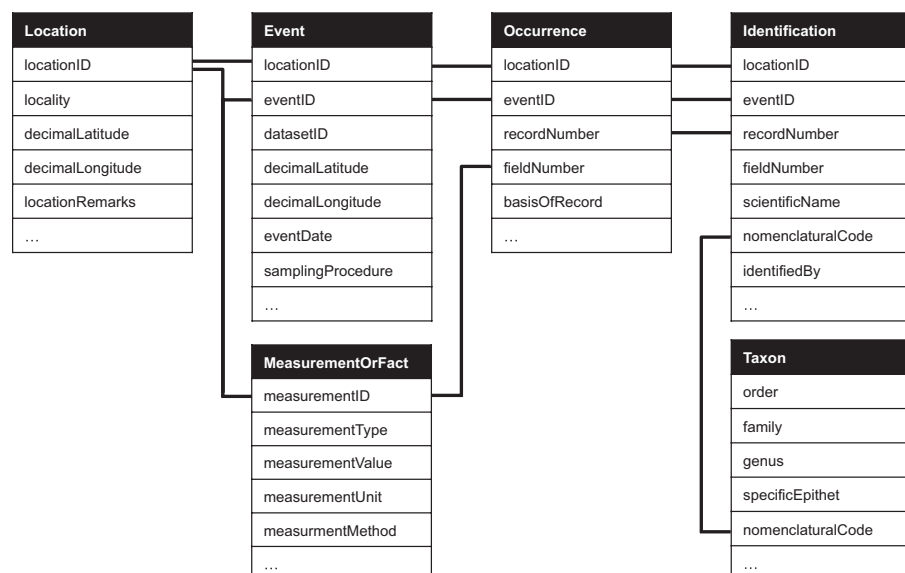 Location
locationID
locality
decimalLatitude
decimalLongitude
locationRemarks
…
Event
locationID
eventID
datasetID
decimalLatitude
decimalLongitude
eventDate
samplingProcedure
…
MeasurementOrFact
measurementID
measurementType
measurementValue
measurementUnit
measurmentMethod
…
Occurrence
locationID
eventID
recordNumber
fieldNumber
basisOfRecord
…
Identification
locationID
eventID
recordNumber
fieldNumber
scientificName
nomenclaturalCode
identifiedBy
…
Taxon
order
family
genus
specificEpithet
nomenclaturalCode
…